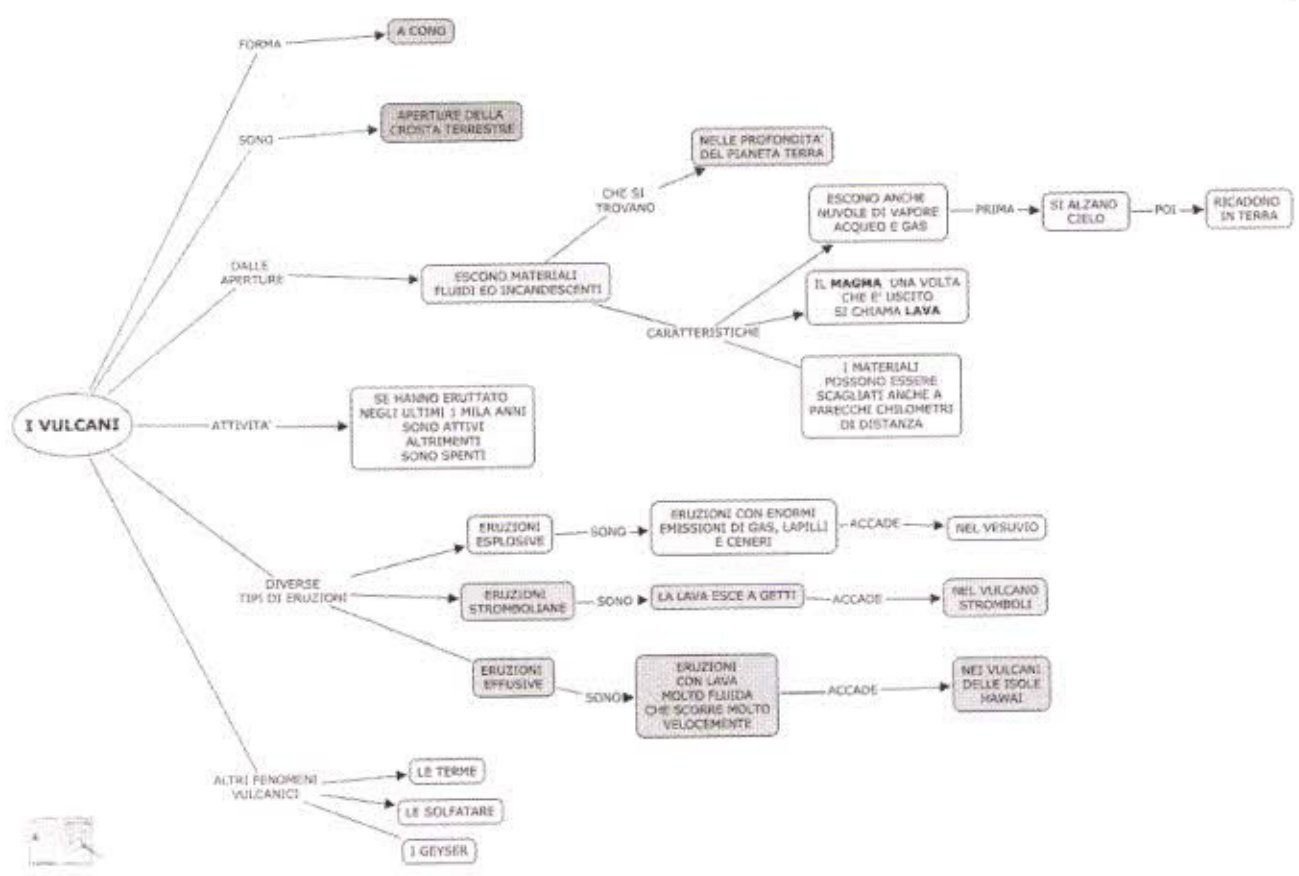 FORMA
A CONO
SONO
APERTURE DELLA
CROSTA TERRESTRE
DALLE
APERTURE
ESCONO MATERIALI
FLUIDI ED INCANDESCENTI
CHE SI
TROVANO
NELLE PROFONDITA'
DEL PIANETA TERRA
CARATTERISTICHE
ESCONO ANCHE
NUVOLE DI VAPORE
ACQUEO E GAS
PRIMA
SI ALZANO
CIELO
POI
RICADONO
IN TERRA
IL MAGMA UNA VOLTA
CHE E' USCITO
SI CHIAMA LAVA
I MATERIALI
POSSONO ESSERE
SCAGLIATI ANCHE A
PARECCHI CHILOMETRI
DI DISTANZA
I VULCANI
ATTIVITA'
SE HANNO ERUTTATO
NEGLI ULTIMI 1 MILA ANNI
SONO ATTIVI
ALTRIMENTI
SONO SPENTI
DIVERSE
TIPI DI ERUZIONI
ERUZIONI
ESPLOSIVE
SONO
ERUZIONI CON ENORMI
EMISSIONI DI GAS, LAPILLI
E CENERI
ACCADE
NEL VESUVIO
ERUZIONI
STROMBOLIANE
SONO
LA LAVA ESCE A GETTI
ACCADE
NEL VULCANO
STROMBOLI
ERUZIONI
EFFUSIVE
SONO
ERUZIONI
CON LAVA
MOLTO FLUIDA
CHE SCORRE MOLTO
VELOCEMENTE
ACCADE
NEI VULCANI
DELLE ISOLE
HAWAI
ALTRI FENOMENI
VULCANICI
LE TERME
LE SOLFATARE
I GEYSER